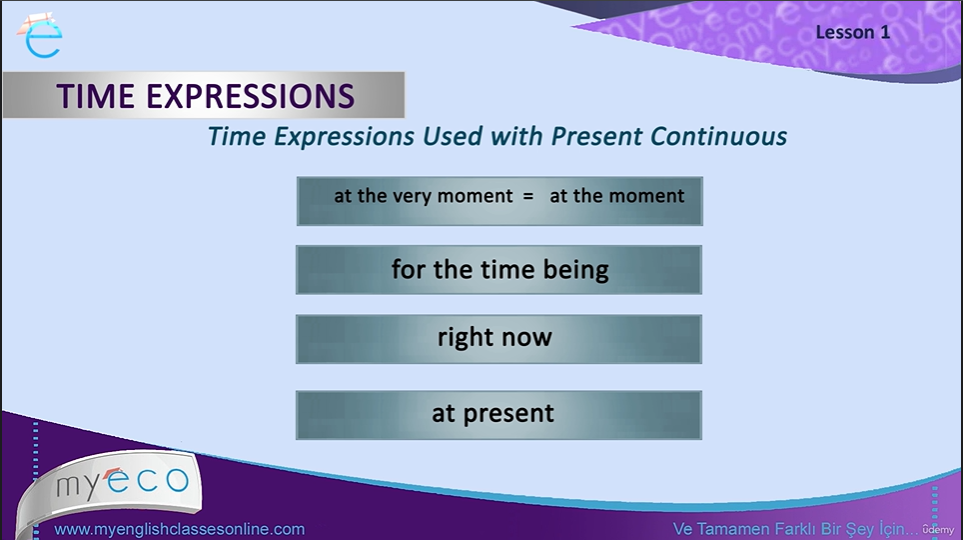 Lesson 1
TIME EXPRESSIONS
Time Expressions Used with Present Continuous
at the very moment = at the moment
for the time being
right now
at present
myeco
www.myenglishclassesonline.com
Ve Tamamen Farklı Bir Şey İçin...
ûdemy